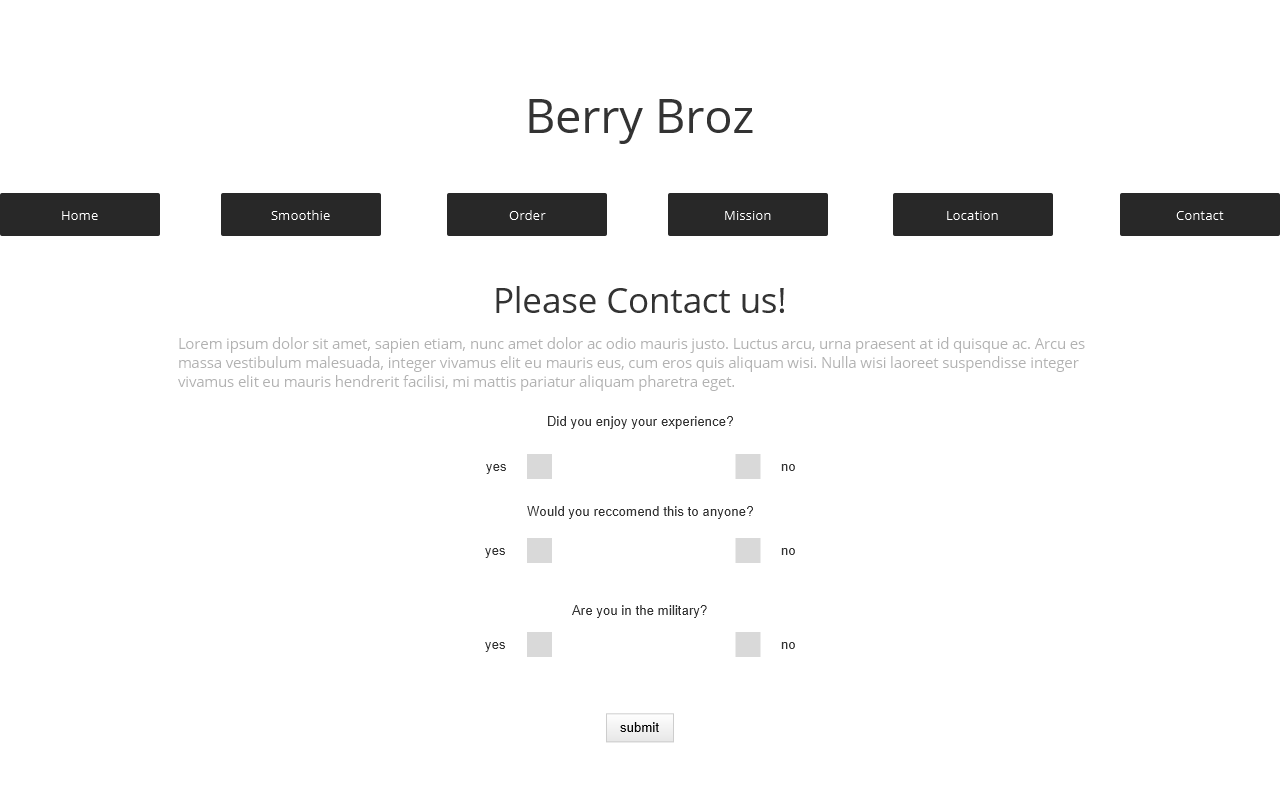 Berry Broz
Home Smoothie Order Mission Location Contact
Please Contact us!
Lorem ipsum dolor sit amet, sapien etiam, nunc amet dolor ac odio mauris justo. Luctus arcu, urna praesent at id quisque ac. Arcu es
massa vestibulum malesuada, integer vivamus elit eu mauris eus, cum eros quis aliquam wisi. Nulla wisi laoreet suspendisse integer
vivamus elit eu mauris hendrerit facilisi, mi mattis pariatur aliquam pharetra eget.
Did you enjoy your experience?
yes no
Would you reccomend this to anyone?
yes no
Are you in the military?
yes no
submit